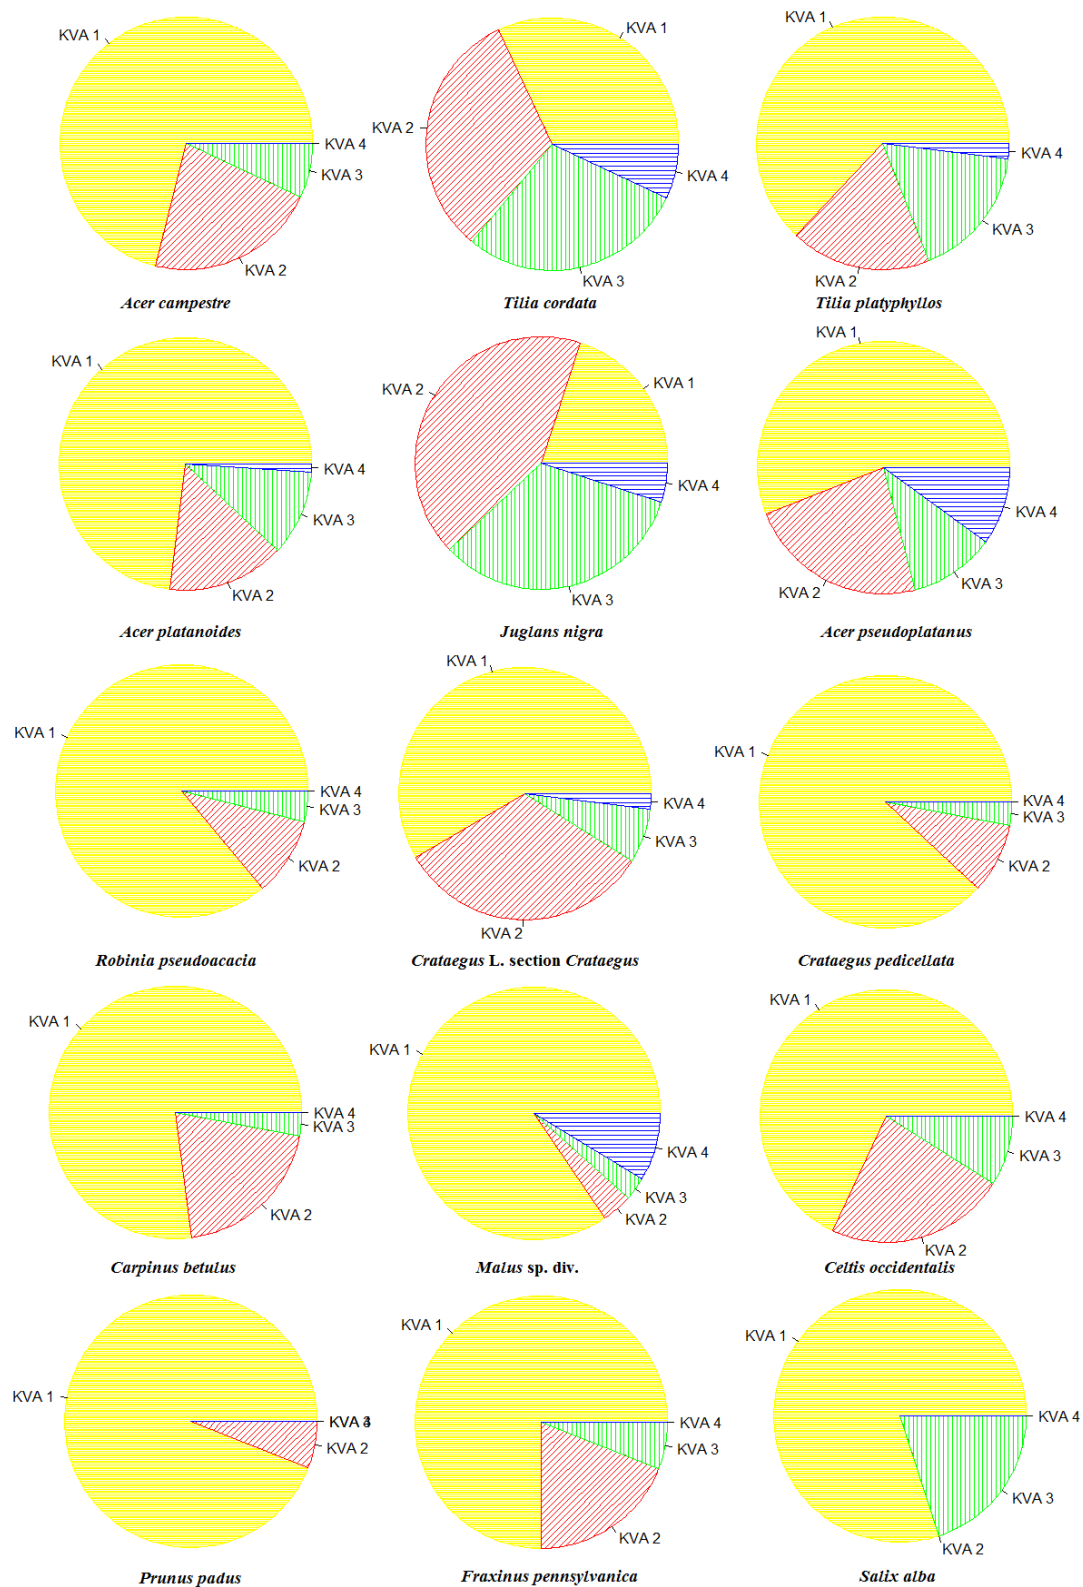 KVA 1
KVA 4
KVA 3
KVA 2
Acer campestre
KVA 1
KVA 2
KVA 4
KVA 3
Tilia cordata
KVA 1
KVA 4
KVA 3
KVA 2
Tilia platyphyllos
KVA 1
KVA 4
KVA 3
KVA 2
Acer platanoides
KVA 2
KVA 1
KVA 4
KVA 3
Juglans nigra
KVA 1
KVA 4
KVA 3
KVA 2
Acer pseudoplatanus
KVA 1
KVA 4
KVA 3
KVA 2
Robinia pseudoacacia
KVA 1
KVA 4
KVA 3
KVA 2
Crataegus L. section Crataegus
KVA 1
KVA 4
KVA 3
KVA 2
Crataegus pedicellata
KVA 1
KVA 4
KVA 3
KVA 2
Carpinus betulus
KVA 1
KVA 4
KVA 3
KVA 2
Malus sp. div.
KVA 1
KVA 4
KVA 3
KVA 2
Celtis occidentalis
KVA 1
KVA 2
Prunus padus
KVA 1
KVA 4
KVA 3
KVA 2
Fraxinus pennsylvanica
KVA 1
KVA 4
KVA 3
KVA 2
Salix alba